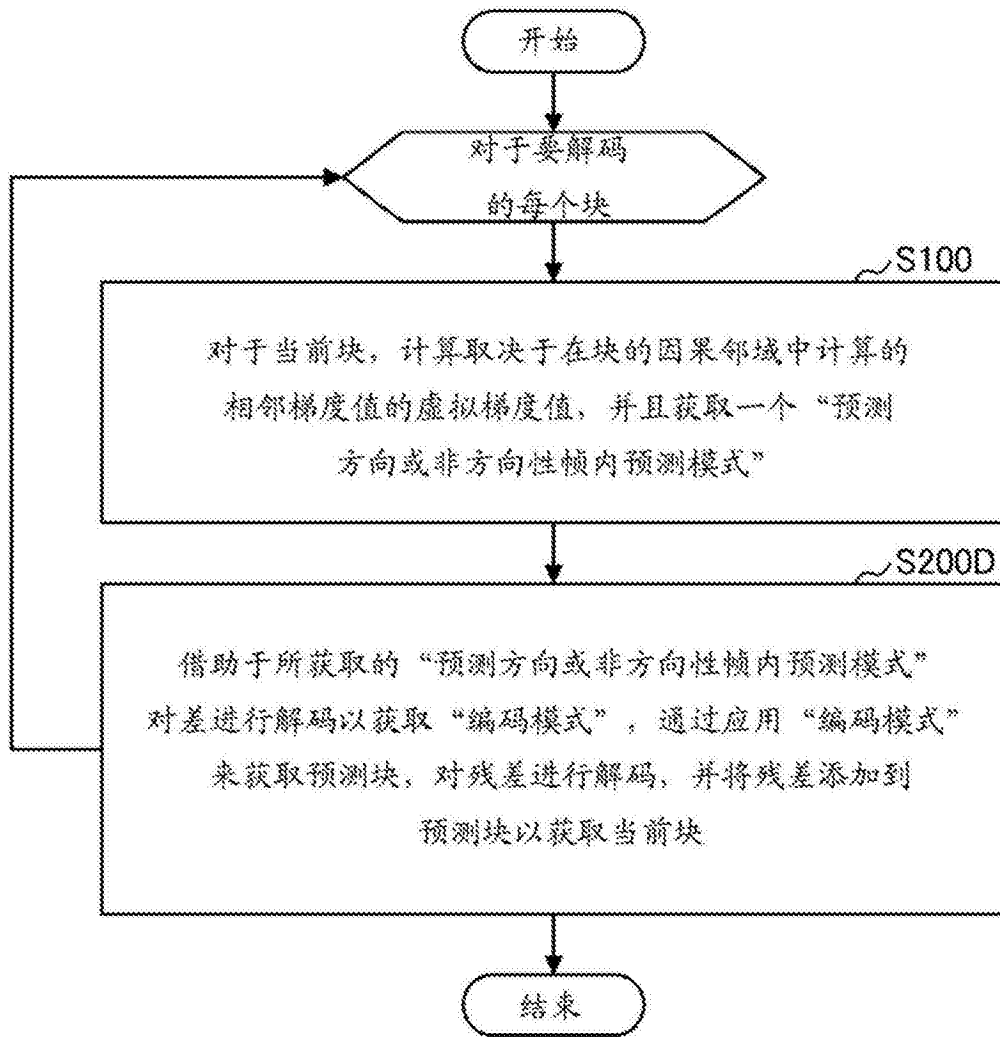 开始
对于要解码
的每个块
S100
对于当前块，计算取决于在块的因果邻域中计算的
相邻梯度值的虚拟梯度值，并且获取一个“预测
方向或非方向性帧内预测模式”
S200D
借助于所获取的“预测方向或非方向性帧内预测模式”
对差进行解码以获取“编码模式”，通过应用“编码模式”
来获取预测块，对残差进行解码，并将残差添加到
预测块以获取当前块
结束